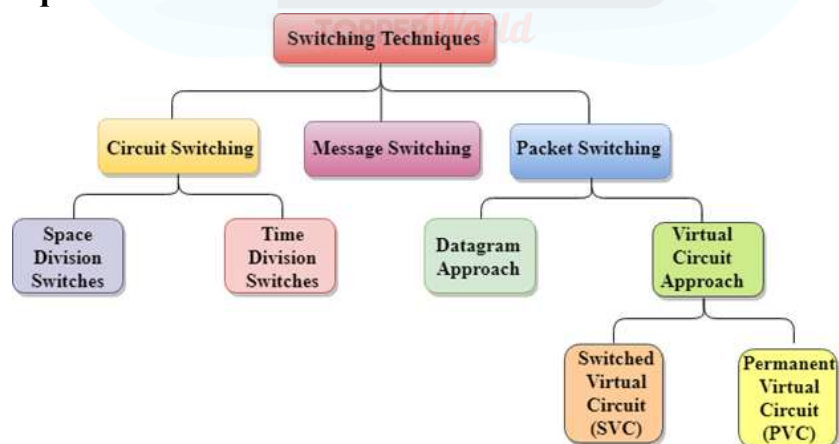 TOPPERWorld
Switching Techniques
Circuit Switching
Message Switching
Packet Switching
Space
Division
Switches
Time
Division
Switches
Datagram
Approach
Virtual
Circuit
Approach
Switched
Virtual
Circuit
(SVC)
Permanent
Virtual
Circuit
(PVC)